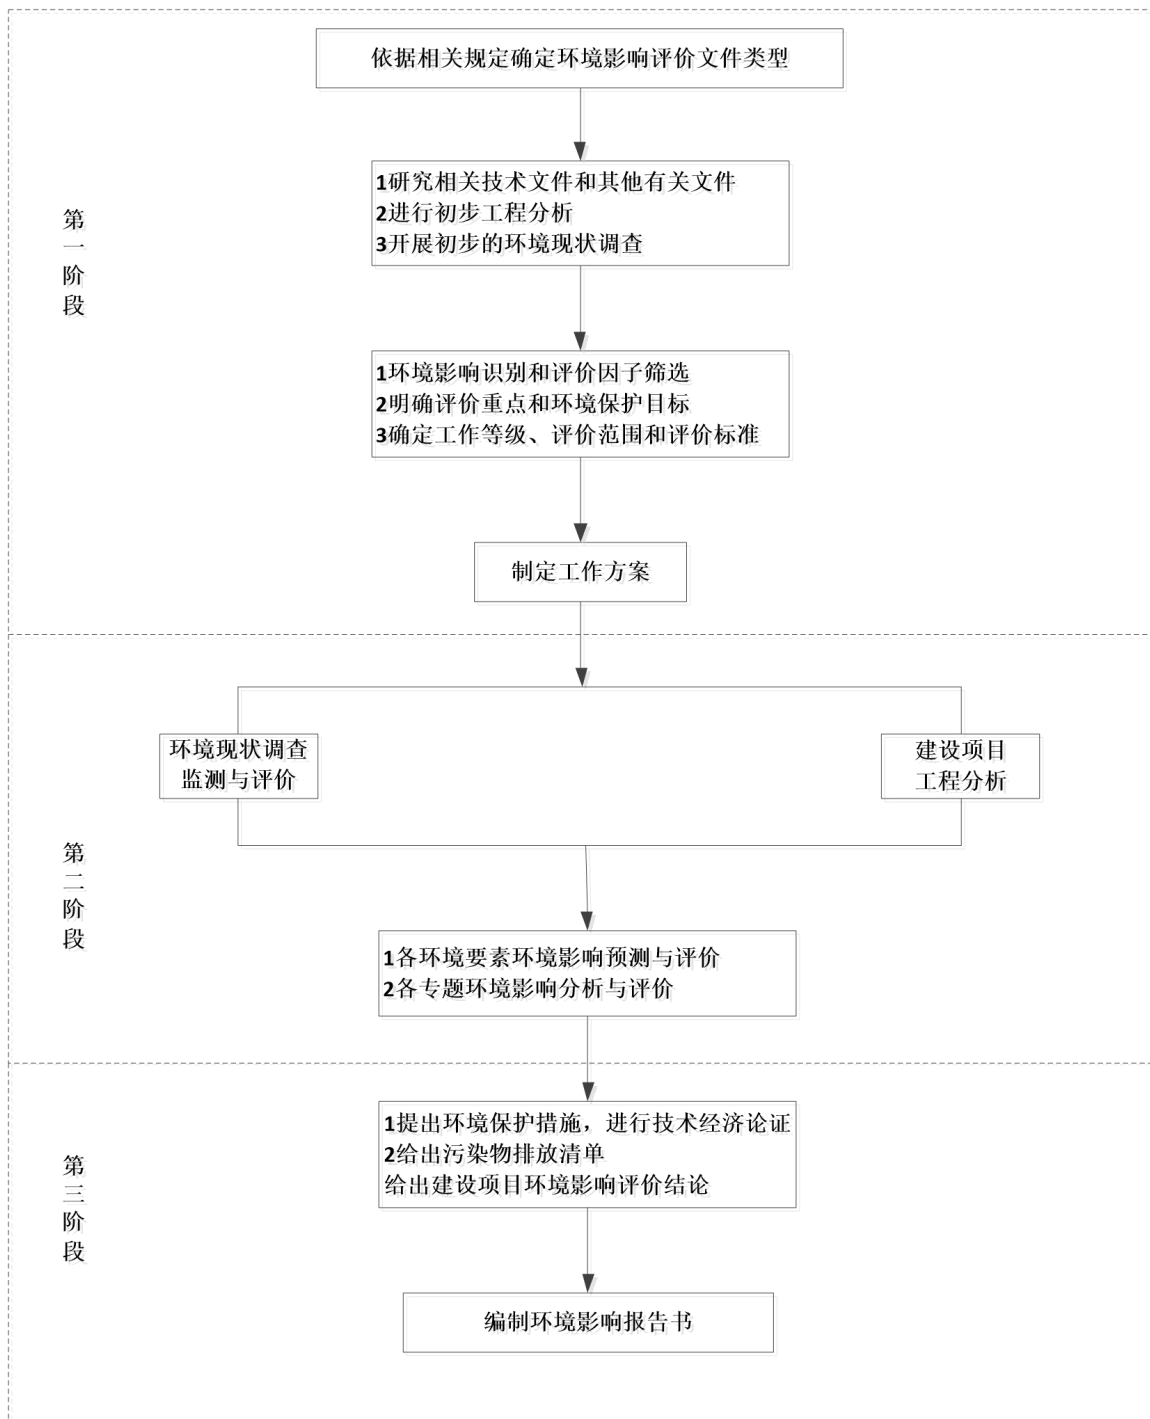 依据相关规定确定环境影响评价文件类型
1研究相关技术文件和其他有关文件
2进行初步工程分析
3开展初步的环境现状调查
第
一
阶
段
1环境影响识别和评价因子筛选
2明确评价重点和环境保护目标
3确定工作等级、评价范围和评价标准
制定工作方案
环境现状调查
监测与评价
建设项目
工程分析
第
二
阶
段
1各环境要素环境影响预测与评价
2各专题环境影响分析与评价
1提出环境保护措施，进行技术经济论证
2给出污染物排放清单
给出建设项目环境影响评价结论
第
三
阶
段
编制环境影响报告书